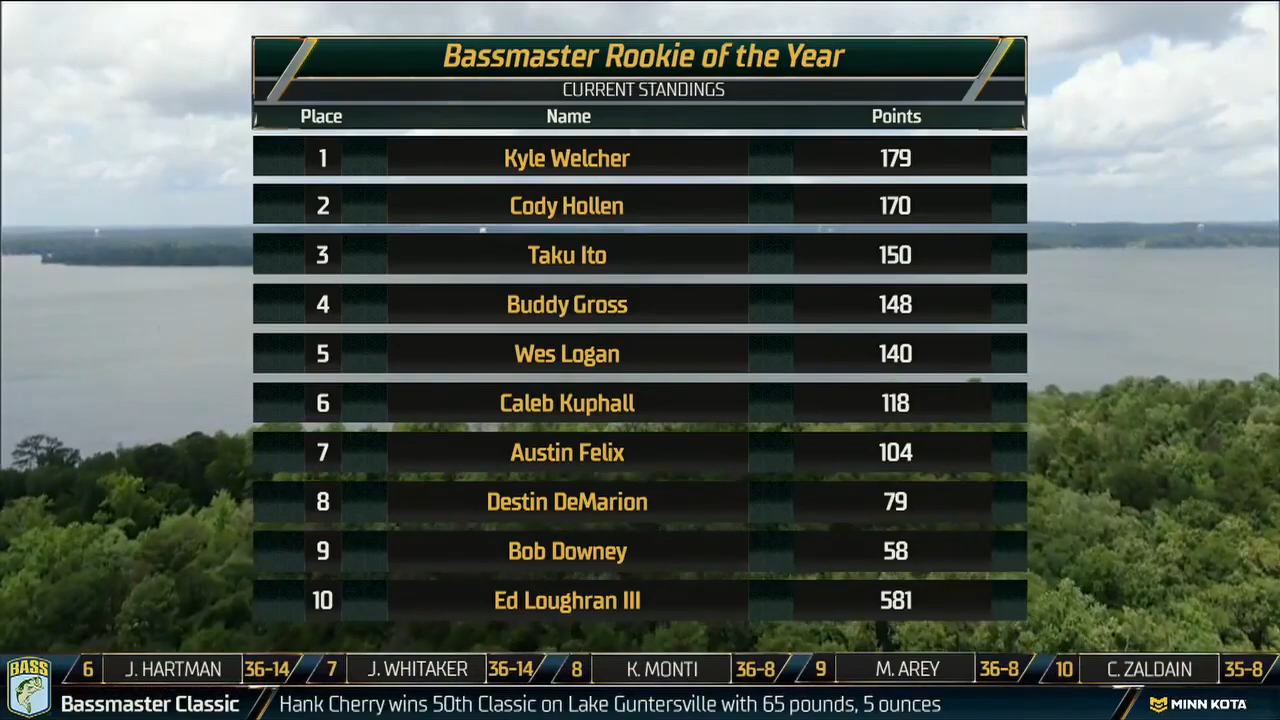 Bassmaster Rookie of the Year
CURRENT STANDINGS
Place Name Points
1 Kyle Welcher 179
2 Cody Hollen 170
3 Taku Ito 150
4 Buddy Gross 148
5 Wes Logan 140
6 Caleb Kuphall 118
7 Austin Felix 104
8 Destin DeMarion 79
9 Bob Downey 58
10 Ed Loughran III 581
BASS 6 J. HARTMAN 36-14 7 J. WHITAKER 36-14 8 K. MONTI 36-8 9 M. AREY 36-8 10 C. ZALDAIN 35-8
Bassmaster Classic Hank Cherry wins 50th Classic on Lake Guntersville with 65 pounds, 5 ounces MINN KOTA